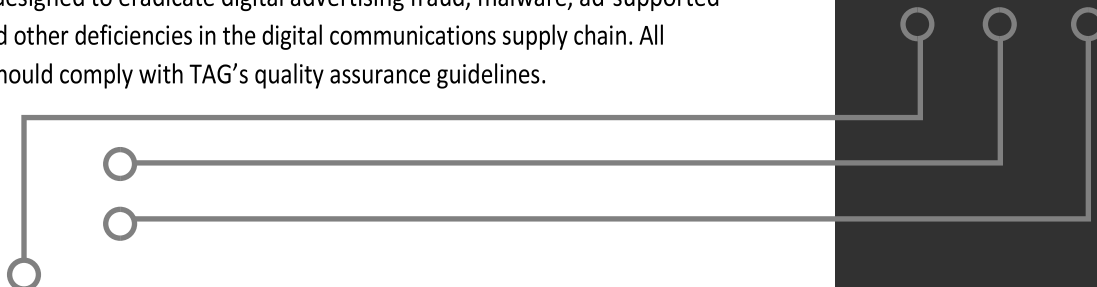 designed to eradicate digital advertising fraud, malware, ad-supported
other deficiencies in the digital communications supply chain. All
comply with TAG’s quality assurance guidelines.